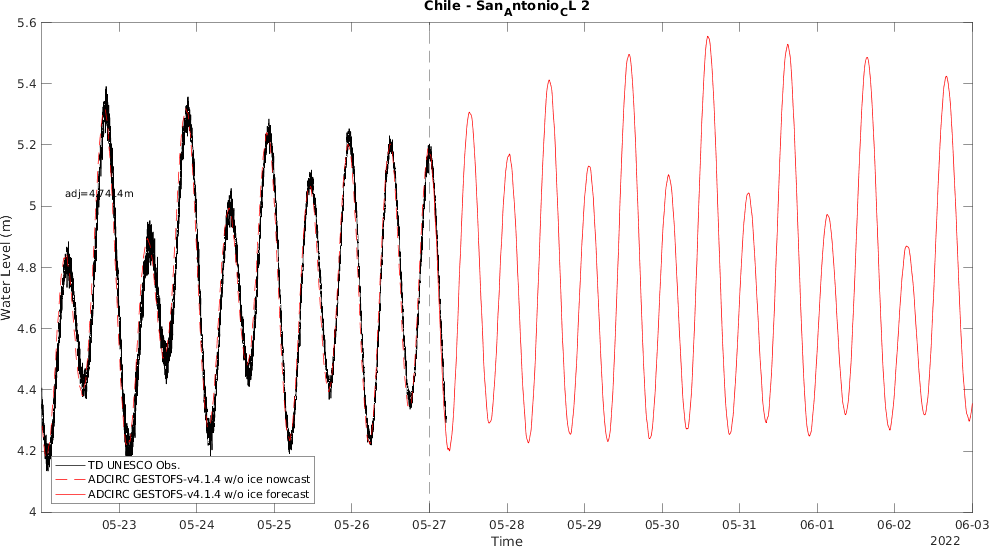 Chile - San_Antonio_CL 2
5.6
5.4
5.2
5
4.8
4.6
4.4
4.2
4
Water Level (m)
adj=4.7414m
TD UNESCO Obs.
ADCIRC GESTOFS-v4.1.4 w/o ice nowcast
ADCIRC GESTOFS-v4.1.4 w/o ice forecast
05-23 05-24 05-25 05-26 05-27 05-28 05-29 05-30 05-31 06-01 06-02 06-03
Time
2022